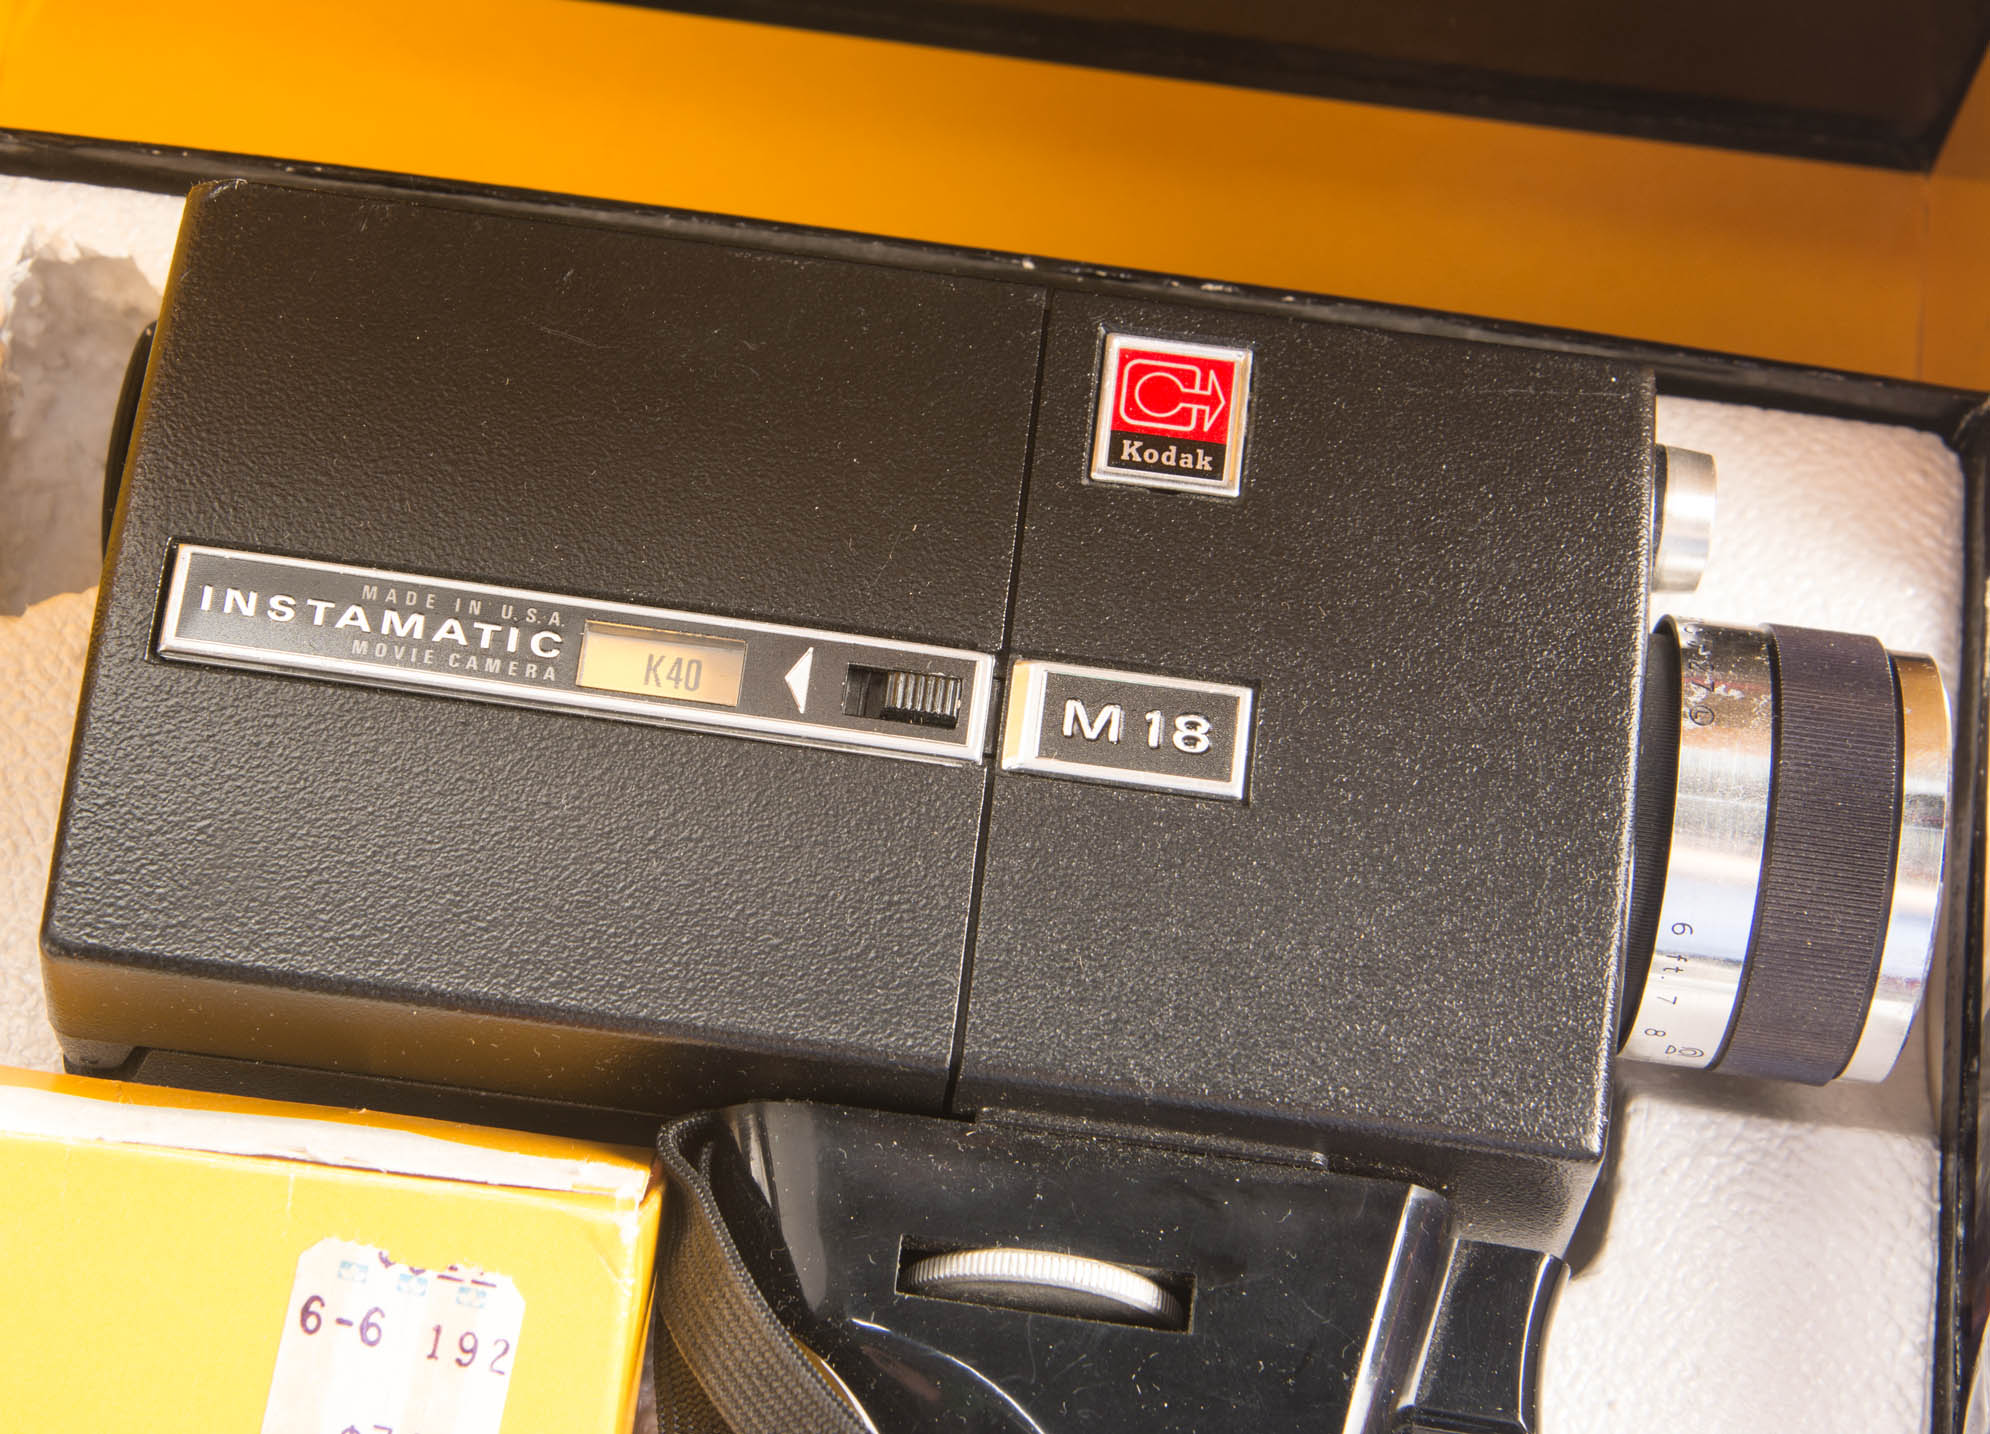 Kodak
MADE IN U.S.A.
INSTAMATIC
MOVIE CAMERA
K40
M 18
6 ft. 7 8
6-6 192